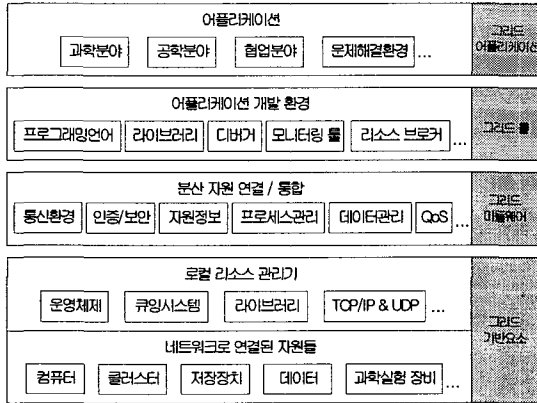 어플리케이션
과학분야 공학분야 협업분야 문제해결환경 ...
그리드
어플리케이션
어플리케이션 개발 환경
프로그래밍언어 라이브러리 디버거 모니터링 툴 리소스 브로커 ...
그리드 툴
분산 자원 연결 / 통합
통신환경 인증/보안 자원정보 프로세스관리 데이터관리 QoS ...
그리드
미들웨어
로컬 리소스 관리기
운영체제 큐잉시스템 라이브러리 TCP/IP & UDP ...
네트워크로 연결된 자원들
컴퓨터 클러스터 저장장치 데이터 과학실험 장비 ...
그리드
기반요소